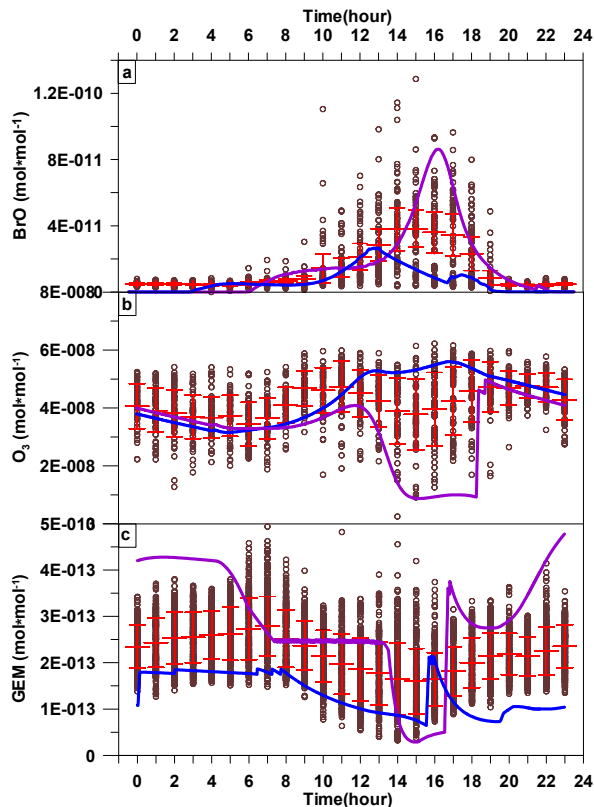 Time(hour)
0 2 4 6 8 10 12 14 16 18 20 22 24
a
1.2E-010
8E-011
4E-011
BrO (mol*mol-1)
8E-0080
b
6E-008
4E-008
2E-008
O3 (mol*mol-1)
5E-013
c
4E-013
3E-013
2E-013
1E-013
0
GEM (mol*mol-1)
0 2 4 6 8 10 12 14 16 18 20 22 24
Time(hour)